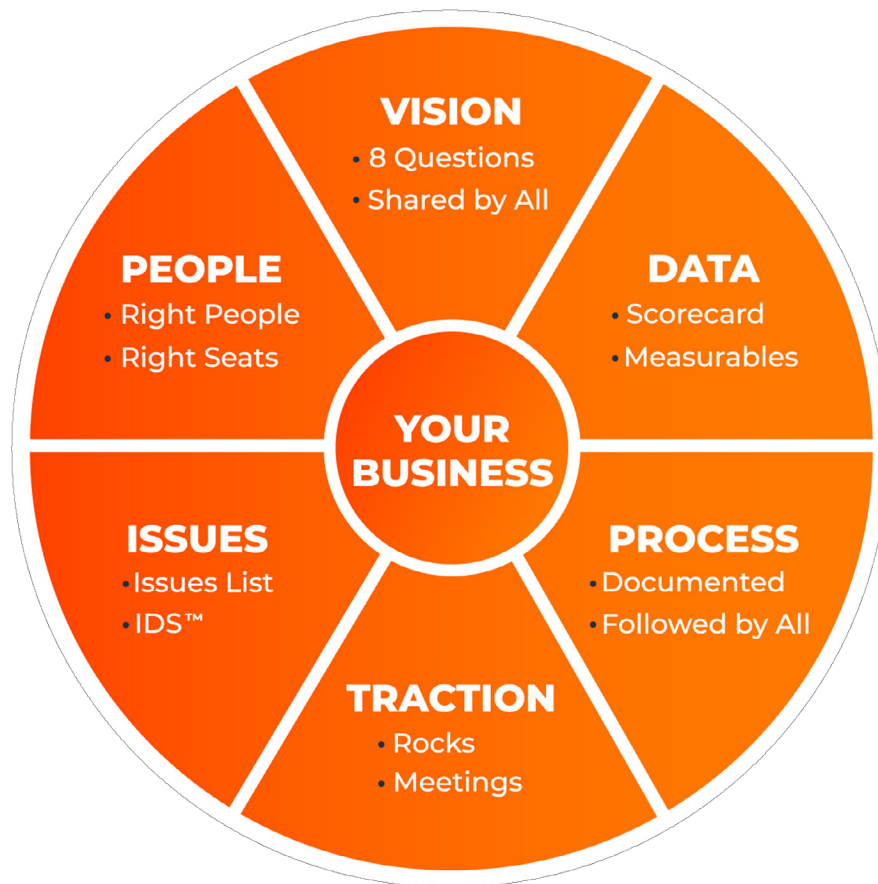 VISION
• 8 Questions
• Shared by All
PEOPLE
• Right People
• Right Seats
DATA
• Scorecard
• Measurables
YOUR
BUSINESS
ISSUES
• Issues List
• IDS™
PROCESS
• Documented
• Followed by All
TRACTION
• Rocks
• Meetings